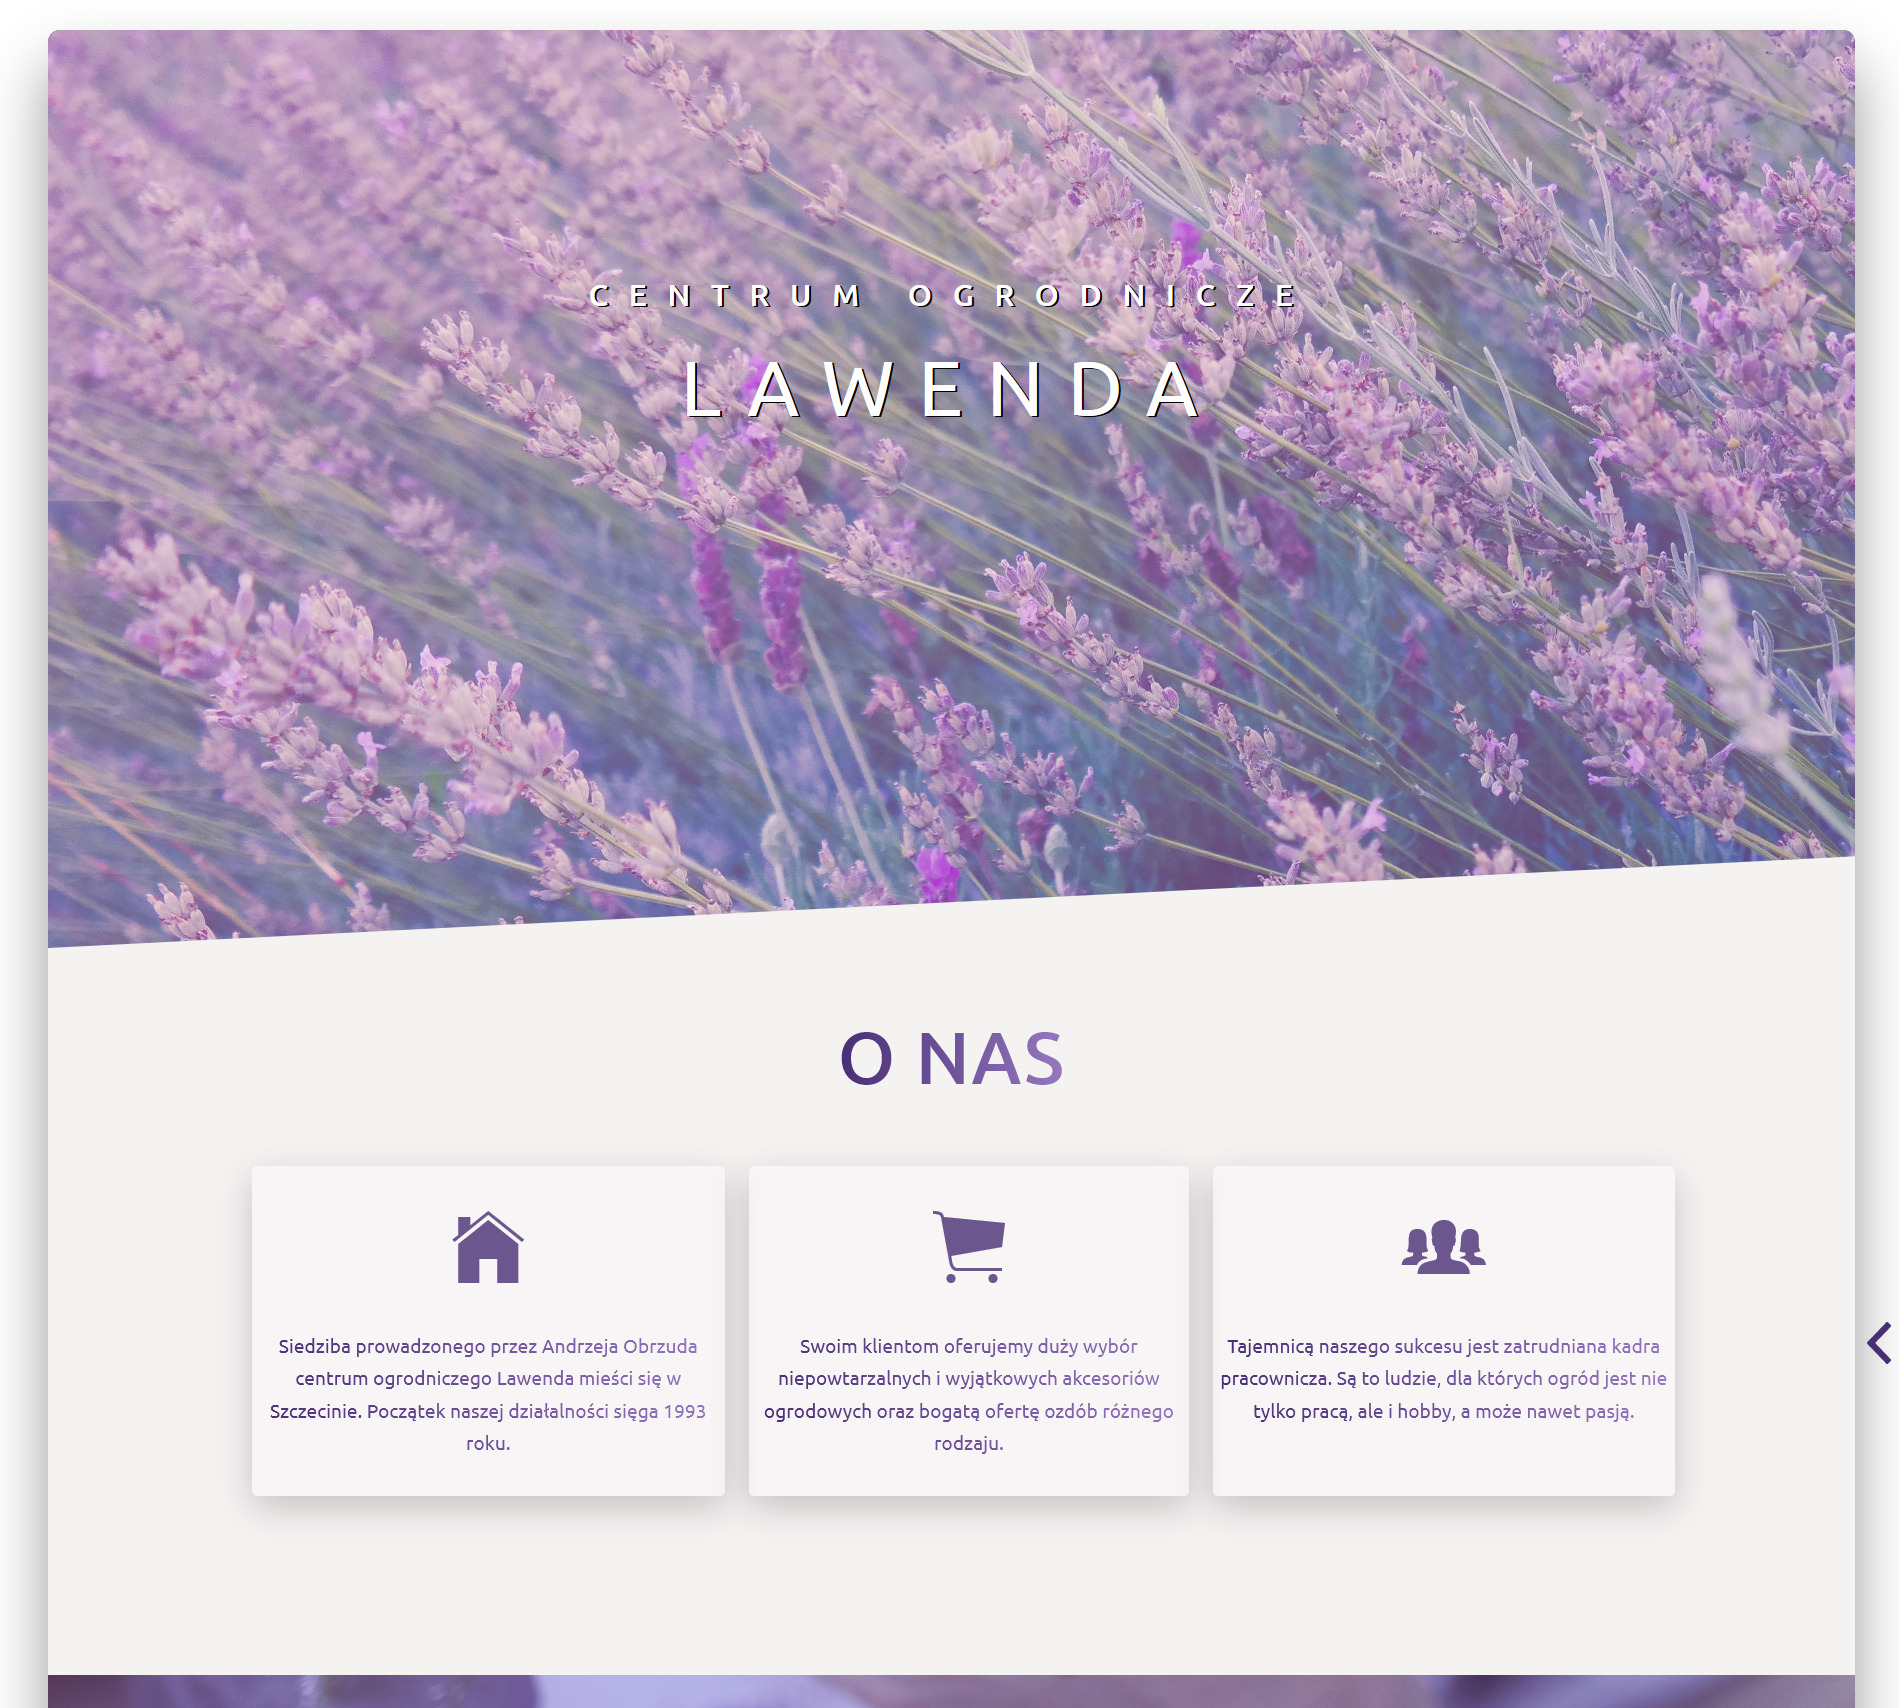 CENTRUM OGRODNICZE
LAWENDA
O NAS
Siedziba prowadzonego przez Andrzeja Obrzuda
centrum ogrodniczego Lawenda mieści się w
Szczecinie. Początek naszej działalności sięga 1993
roku.
Swoim klientom oferujemy duży wybór
niepowtarzalnych i wyjątkowych akcesoriów
ogrodowych oraz bogatą ofertę ozdób różnego
rodzaju.
Tajemnicą naszego sukcesu jest zatrudniana kadra
pracownicza. Są to ludzie, dla których ogród jest nie
tylko pracą, ale i hobby, a może nawet pasją.